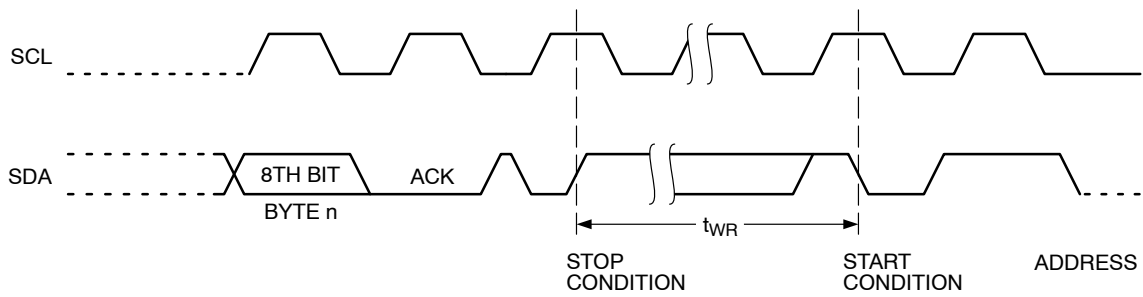 SCL
SDA
8TH BIT
ACK
BYTE n
tWR
STOP
CONDITION
START
CONDITION
ADDRESS